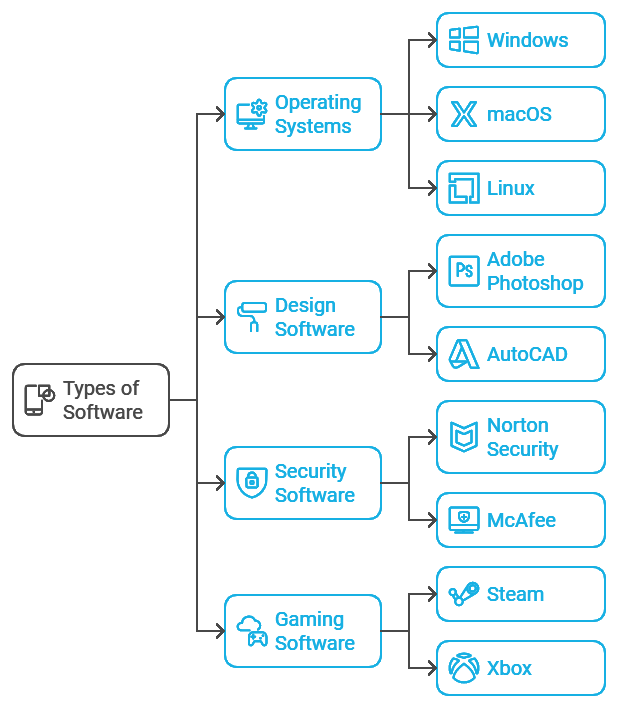 Types of
Software
Operating
Systems
Windows
macOS
Linux
Design
Software
Ps
Adobe
Photoshop
AutoCAD
Security
Software
Norton
Security
McAfee
Gaming
Software
Steam
Xbox